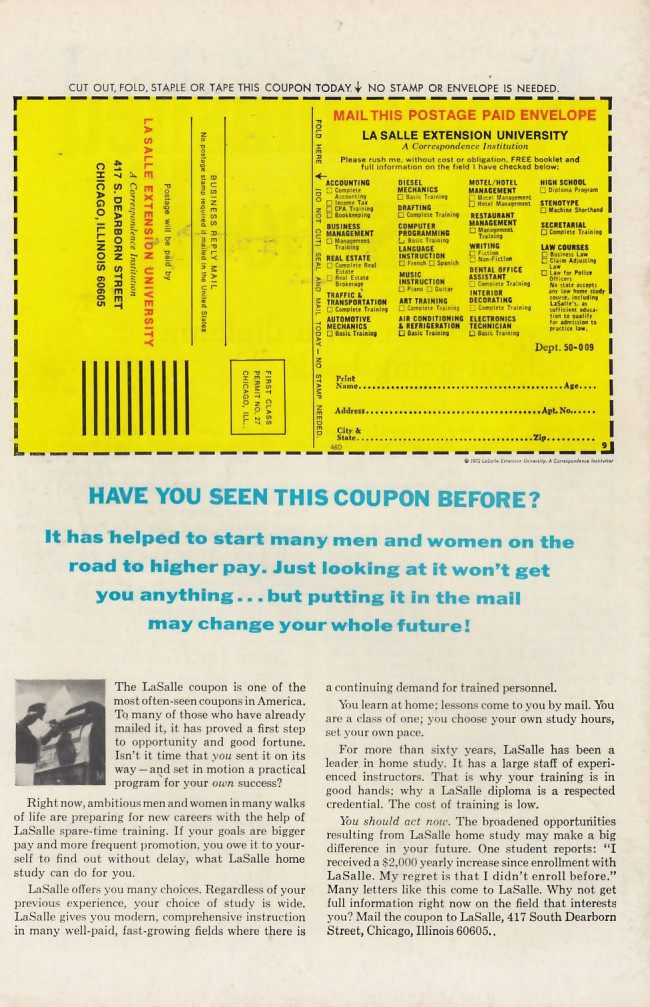 CUT OUT, FOLD, STAPLE OR TAPE THIS COUPON TODAY.↓ NO STAMP OR ENVELOPE IS NEEDED.
LA SALLE EXTENSION UNIVERSITY
A Correspondence Institution
417 S. DEARBORN STREET
CHICAGO, ILLINOIS 60605
Postage will be paid by
BUSINESS REPLY MAIL
No postage stamp required if mailed in the United States
FIRST CLASS
PERMIT NO. 27
CHICAGO, ILL.
FOLD HERE (DO NOT CUT) SEAL AND MAIL TODAY—NO STAMP NEEDED.
MAIL THIS POSTAGE PAID ENVELOPE
LA SALLE EXTENSION UNIVERSITY
A Correspondence Institution
Please rush me, without cost or obligation, FREE booklet and
full information on the field I have checked below:
ACCOUNTING
☐ Complete
Accounting
☐ Income Tax
☐ CPA Training
☐ Bookkeeping
BUSINESS
MANAGEMENT
☐ Management
Training
REAL ESTATE
☐ Complete Real
Estate
☐ Real Estate
Brokerage
TRAFFIC &
TRANSPORTATION
☐ Complete Training
AUTOMOTIVE
MECHANICS
☐ Basic Training
DIESEL
MECHANICS
☐ Basic Training
DRAFTING
☐ Complete Training
COMPUTER
PROGRAMMING
☐ Basic Training
LANGUAGE
INSTRUCTION
☐ French ☐ Spanish
MUSIC
INSTRUCTION
☐ Piano ☐ Guitar
ART TRAINING
☐ Complete Training
AIR CONDITIONING
& REFRIGERATION
☐ Basic Training
MOTEL/HOTEL
MANAGEMENT
☐ Motel Management
☐ Hotel Management
RESTAURANT
MANAGEMENT
☐ Management
Training
WRITING
☐ Fiction
☐ Non-Fiction
DENTAL OFFICE
ASSISTANT
☐ Complete Training
INTERIOR
DECORATING
☐ Complete Training
ELECTRONICS
TECHNICIAN
☐ Basic Training
HIGH SCHOOL
☐ Diploma Program
STENOTYPE
☐ Machine Shorthand
SECRETARIAL
☐ Complete Training
LAW COURSES
☐ Business Law
☐ Claim Adjusting
Law
☐ Law for Police
Officers
No state accepts
any law home study
course, including
LaSalle's, as
sufficient educa-
tion to qualify
for admission to
practice law.
Dept. 50-009
Print
Name...Age...
Address...Apt. No...
City &
State...Zip...
46D
9
© 1972 LaSalle Extension University, A Correspondence Institution
HAVE YOU SEEN THIS COUPON BEFORE?
It has helped to start many men and women on the
road to higher pay. Just looking at it won't get
you anything...but putting it in the mail
may change your whole future!
The LaSalle coupon is one of the
most often-seen coupons in America.
To many of those who have already
mailed it, it has proved a first step
to opportunity and good fortune.
Isn't it time that you sent it on its
way—and set in motion a practical
program for your own success?
Right now, ambitious men and women in many walks
of life are preparing for new careers with the help of
LaSalle spare-time training. If your goals are bigger
pay and more frequent promotion, you owe it to your-
self to find out without delay, what LaSalle home
study can do for you.
LaSalle offers you many choices. Regardless of your
previous experience, your choice of study is wide.
LaSalle gives you modern, comprehensive instruction
in many well-paid, fast-growing fields where there is
a continuing demand for trained personnel.
You learn at home; lessons come to you by mail. You
are a class of one; you choose your own study hours,
set your own pace.
For more than sixty years, LaSalle has been a
leader in home study. It has a large staff of experi-
enced instructors. That is why your training is in
good hands; why a LaSalle diploma is a respected
credential. The cost of training is low.
You should act now. The broadened opportunities
resulting from LaSalle home study may make a big
difference in your future. One student reports: "I
received a $2,000 yearly increase since enrollment with
LaSalle. My regret is that I didn't enroll before."
Many letters like this come to LaSalle. Why not get
full information right now on the field that interests
you? Mail the coupon to LaSalle, 417 South Dearborn
Street, Chicago, Illinois 60605..